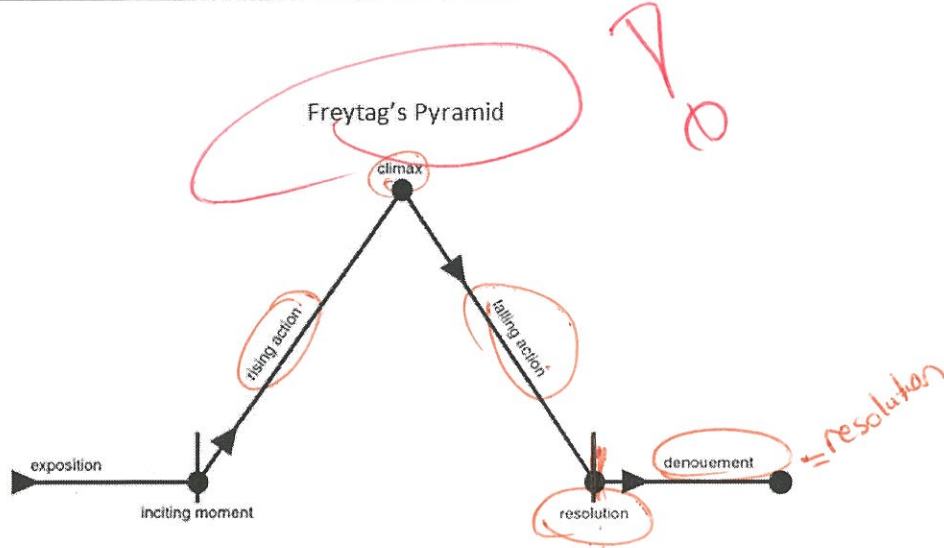 Freytag's Pyramid
climax
rising action
falling action
exposition
inciting moment
resolution
denouement
=resolution